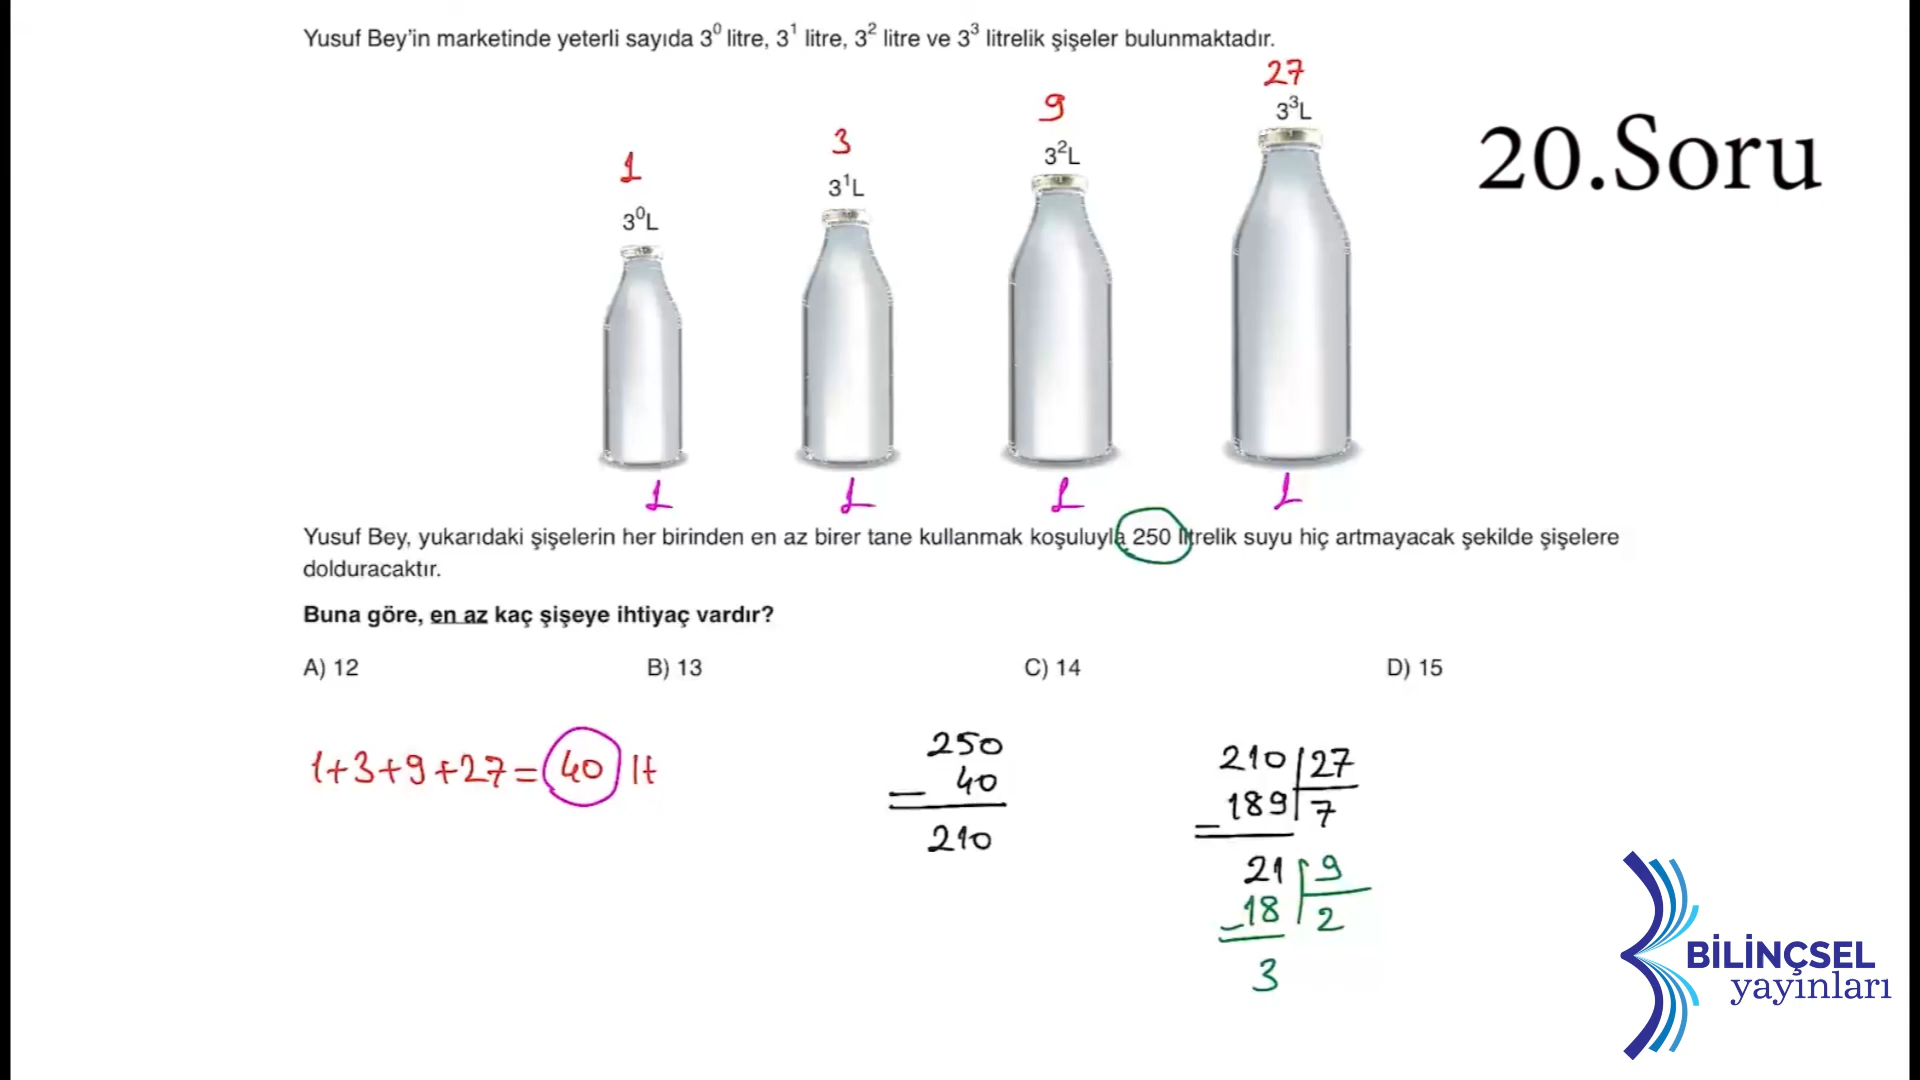 Yusuf Bey'in marketinde yeterli sayıda 3⁰ litre, 3¹ litre, 3² litre ve 3³ litrelik şişeler bulunmaktadır.
20.Soru
1
3
9
27
3⁰L
3¹L
3²L
3³L
1
1
1
1
Yusuf Bey, yukarıdaki şişelerin her birinden en az birer tane kullanmak koşuluyla 250 litrelik suyu hiç artmayacak şekilde şişelere
dolduracaktır.
Buna göre, en az kaç şişeye ihtiyaç vardır?
A) 12
B) 13
C) 14
D) 15
1+3+9+27=40 lt
250
- 40
210
210 | 27
- 189 | 7
21 | 9
- 18 | 2
3
BİLİNÇSEL
yayınları